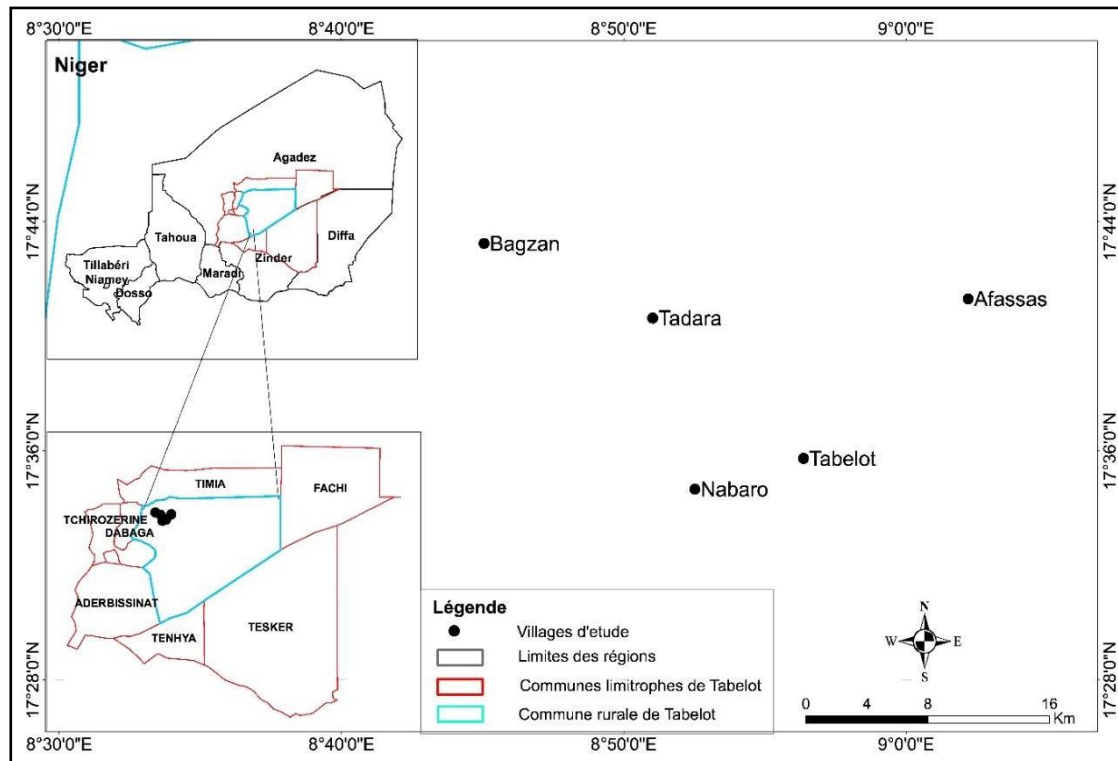 8°30'0"E
8°40'0"E
8°50'0"E
9°0'0"E
Niger
Agadez
Tahoua
Diffa
Zinder
Maradi
Tillabéri
Niamey
Dosso
17°44'0"N
17°44'0"N
Bagzan
Afassas
Tadara
17°36'0"N
17°36'0"N
Tabelot
Nabaro
TIMIA
FACHI
TCHIROZERINE
DABAGA
ADERBISSINAT
TENHYA
TESKER
Légende
Villages d'etude
Limites des régions
Communes limitrophes de Tabelot
Commune rurale de Tabelot
N
W
E
S
17°28'0"N
17°28'0"N
0
4
8
16
Km
8°30'0"E
8°40'0"E
8°50'0"E
9°0'0"E